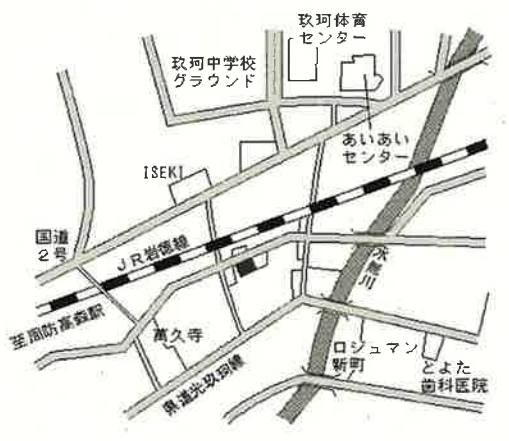 玖珂体育
センター
玖珂中学校
グラウンド
あいあい
センター
ISEKI
国道
2号
JR岩徳線
水無川
至周防高森駅
萬久寺
県道光玖珂線
ロジュマン
新町
とよた
歯科医院